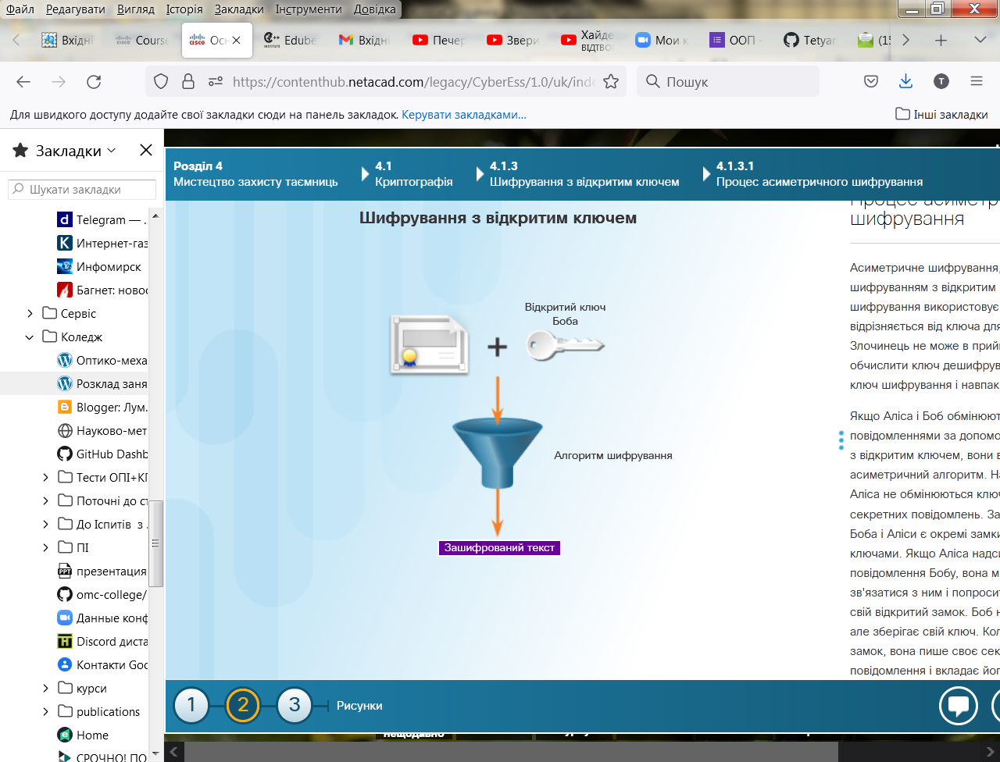 Файл Редагувати Вигляд Історія Закладки Інструменти Довідка
Вхідні
Course
Осн
Edube
Вхідні
Печер
Звери
Хайде
ВІДТВО
Мои к
ООП -
Tetyan
(15
https://contenthub.netacad.com/legacy/CyberEss/1.0/uk/inde
Пошук
Для швидкого доступу додайте свої закладки сюди на панель закладок. Керувати закладками...
Інші закладки
Закладки
Шукати закладки
Telegram — ..
Интернет-газ
Инфомирск
Багнет: новос
Сервіс
Коледж
Оптико-меха
Розклад заня
Blogger: Лум.
Науково-мет
GitHub Dashb
Тести ОПІ+КГ
Поточні до ст
До Іспитів з .
ПІ
презентация
omc-college/
Данные конф
Discord диста
Контакти Goo
курси
publications
Home
СРОЧНО! ПО
Розділ 4
Мистецтво захисту таємниць
4.1
Криптографія
4.1.3
Шифрування з відкритим ключем
4.1.3.1
Процес асиметричного шифрування
Шифрування з відкритим ключем
Відкритий ключ
Боба
Алгоритм шифрування
Зашифрований текст
Процес асиметр
шифрування
Асиметричне шифрування,
шифруванням з відкритим
шифрування використовує
відрізняється від ключа для
Злочинець не може в прий
обчислити ключ дешифрув
ключ шифрування і навпак
Якщо Аліса і Боб обмінюют
повідомленнями за допомо
з відкритим ключем, вони в
асиметричний алгоритм. На
Аліса не обмінюються ключ
секретних повідомлень. За
Боба і Аліси є окремі замки
ключами. Якщо Аліса надси
повідомлення Бобу, вона м
зв'язатися з ним і попросит
свій відкритий замок. Боб н
але зберігає свій ключ. Кол
замок, вона пише своє сек
повідомлення і вкладає йог
1 2 3 Рисунки
нещодавно